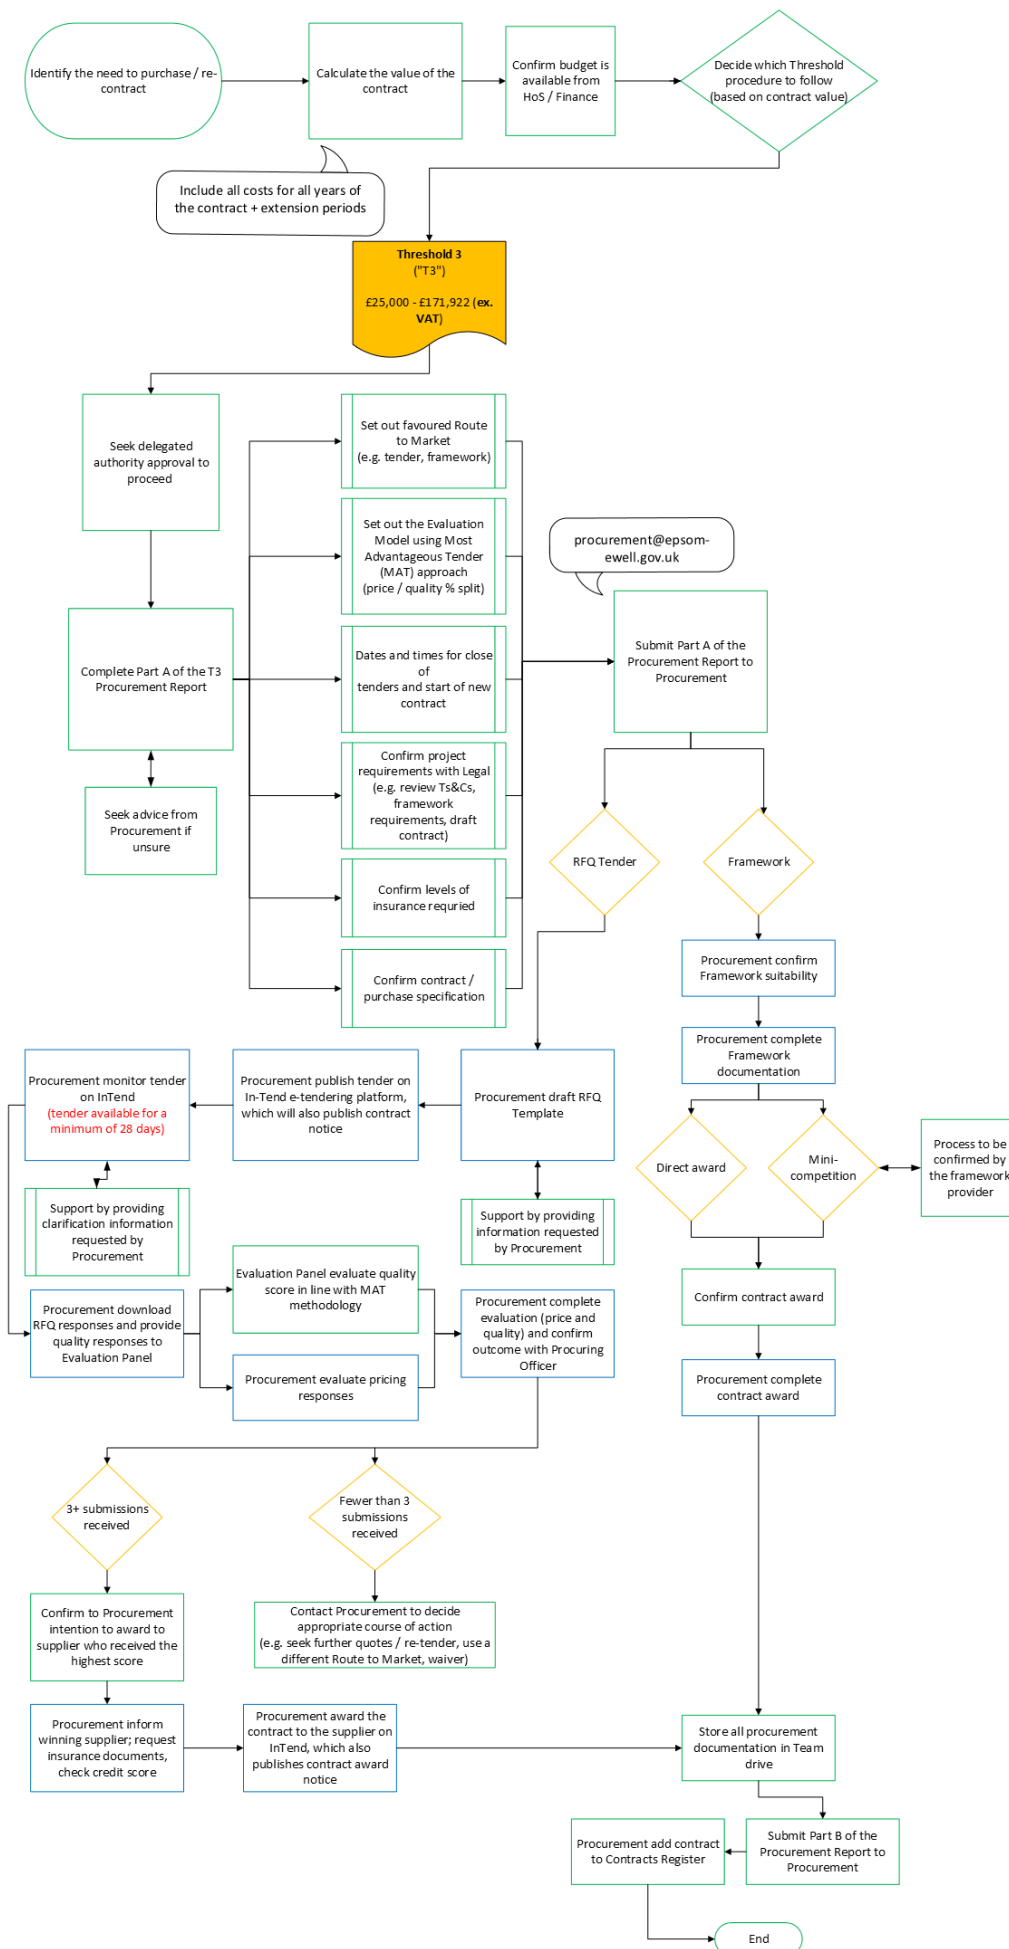 Identify the need to purchase / re-
contract
Calculate the value of the
contract
Confirm budget is
available from
HoS / Finance
Decide which Threshold
procedure to follow
(based on contract value)
Include all costs for all years of
the contract + extension periods
Threshold 3
("T3")
£25,000 - £171,922 (ex.
VAT)
Seek delegated
authority approval to
proceed
Set out favoured Route
to Market
(e.g. tender, framework)
Set out the Evaluation
Model using Most
Advantageous Tender
(MAT) approach
(price / quality % split)
procurement@epsom-
ewell.gov.uk
Complete Part A of the T3
Procurement Report
Dates and times for close
of
tenders and start of new
contract
Submit Part A of the
Procurement Report to
Procurement
Seek advice from
Procurement if
unsure
Confirm project
requirements with Legal
(e.g. review Ts&Cs,
framework
requirements, draft
contract)
RFQ Tender
Framework
Confirm levels of
insurance requried
Confirm contract /
purchase specification
Procurement confirm
Framework suitability
Procurement complete
Framework
documentation
Procurement monitor tender
on InTend
(tender available for a
minimum of 28 days)
Procurement publish tender on
In-Tend e-tendering platform,
which will also publish contract
notice
Procurement draft RFQ
Template
Direct award
Mini-
competition
Process to be
confirmed by
the framework
provider
Support by providing
clarification information
requested by
Procurement
Support by providing
information requested
by Procurement
Evaluation Panel evaluate quality
score in line with MAT
methodology
Confirm contract award
Procurement download
RFQ responses and provide
quality responses to
Evaluation Panel
Procurement evaluate pricing
responses
Procurement complete
evaluation (price and
quality) and confirm
outcome with Procuring
Officer
Procurement complete
contract award
3+ submissions
received
Fewer than 3
submissions
received
Confirm to Procurement
intention to award to
supplier who received the
highest score
Contact Procurement to decide
appropriate course of action
(e.g. seek further quotes / re-tender, use a
different Route to Market, waiver)
Procurement inform
winning supplier; request
insurance documents,
check credit score
Procurement award the
contract to the supplier on
InTend, which also
publishes contract award
notice
Store all procurement
documentation in Team
drive
Procurement add contract
to Contracts Register
Submit Part B of the
Procurement Report to
Procurement
End